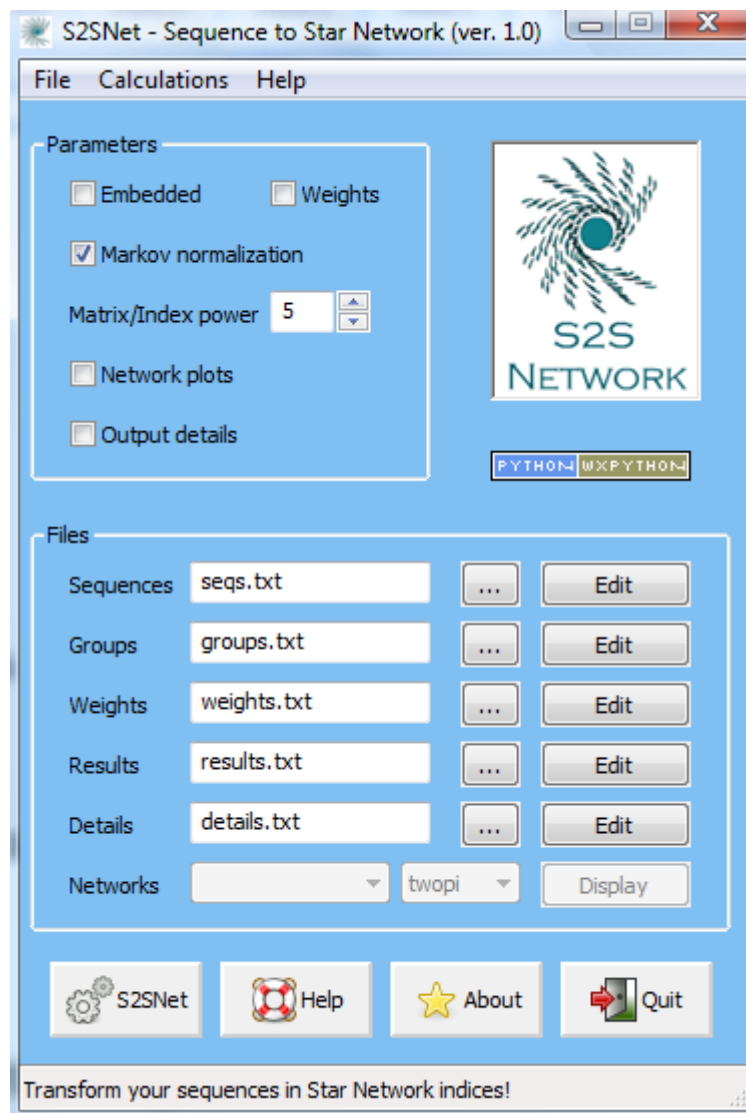 S2SNet - Sequence to Star Network (ver. 1.0)
File Calculations Help
Parameters
Embedded Weights
Markov normalization
Matrix/Index power 5
Network plots
Output details
S2S
NETWORK
PYTHON WXPYTHON
Files
Sequences seqs.txt ... Edit
Groups groups.txt ... Edit
Weights weights.txt ... Edit
Results results.txt ... Edit
Details details.txt ... Edit
Networks twopi Display
S2SNet Help About Quit
Transform your sequences in Star Network indices!